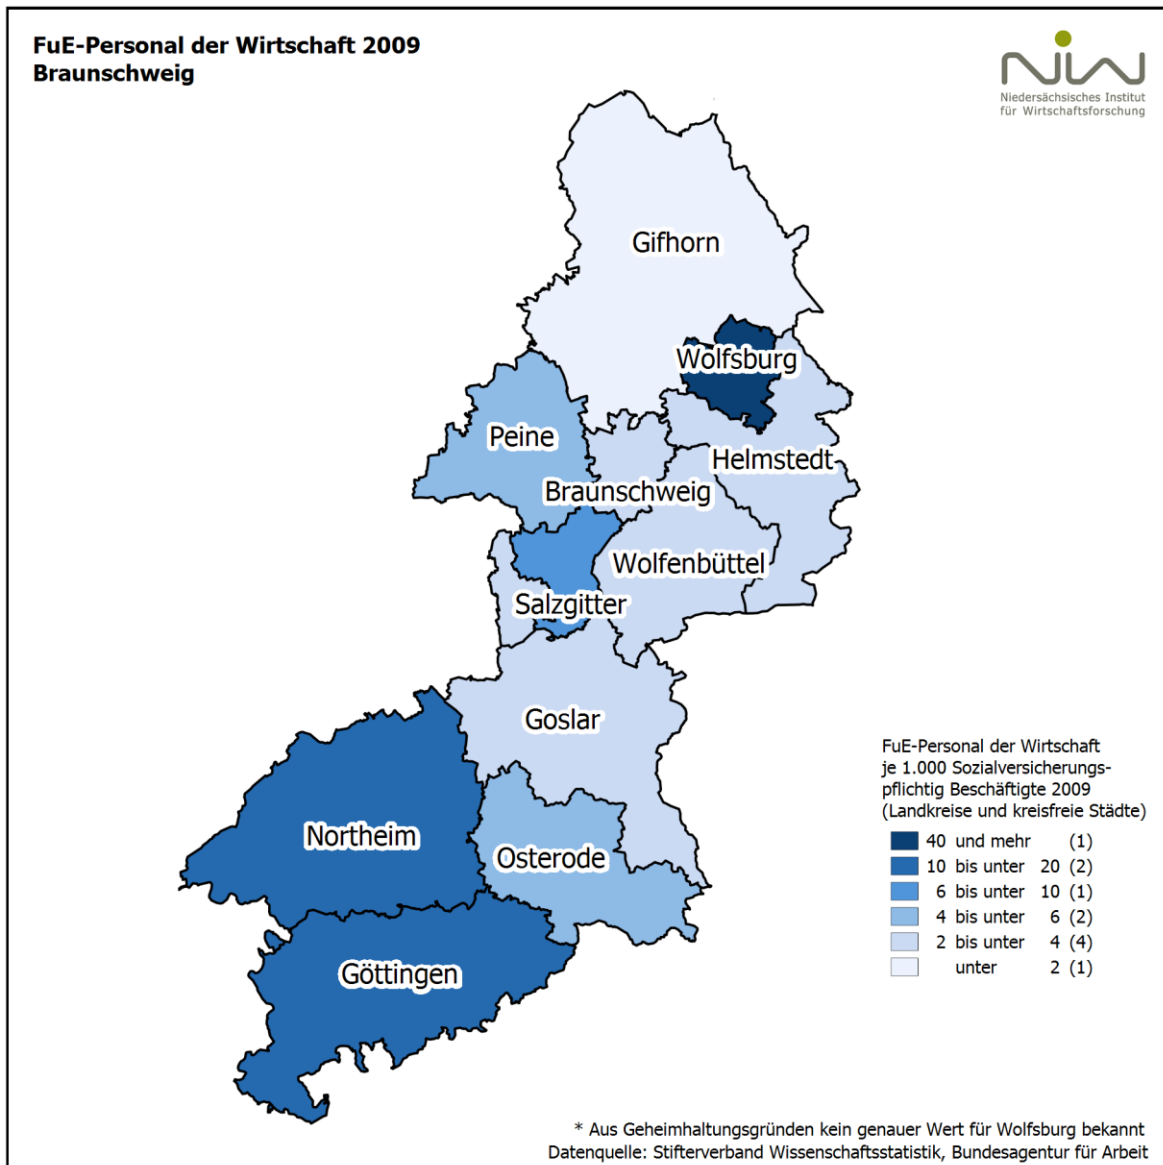 FuE-Personal der Wirtschaft 2009
Braunschweig
NIW
Niedersächsisches Institut
für Wirtschaftsforschung
Gifhorn
Wolfsburg
Peine
Helmstedt
Braunschweig
Wolfenbüttel
Salzgitter
Goslar
Northeim
Osterode
Göttingen
FuE-Personal der Wirtschaft
je 1.000 Sozialversicherungs-
pflichtig Beschäftigte 2009
(Landkreise und kreisfreie Städte)
40 und mehr (1)
10 bis unter 20 (2)
6 bis unter 10 (1)
4 bis unter 6 (2)
2 bis unter 4 (4)
unter 2 (1)
* Aus Geheimhaltungsgründen kein genauer Wert für Wolfsburg bekannt
Datenquelle: Stifterverband Wissenschaftsstatistik, Bundesagentur für Arbeit